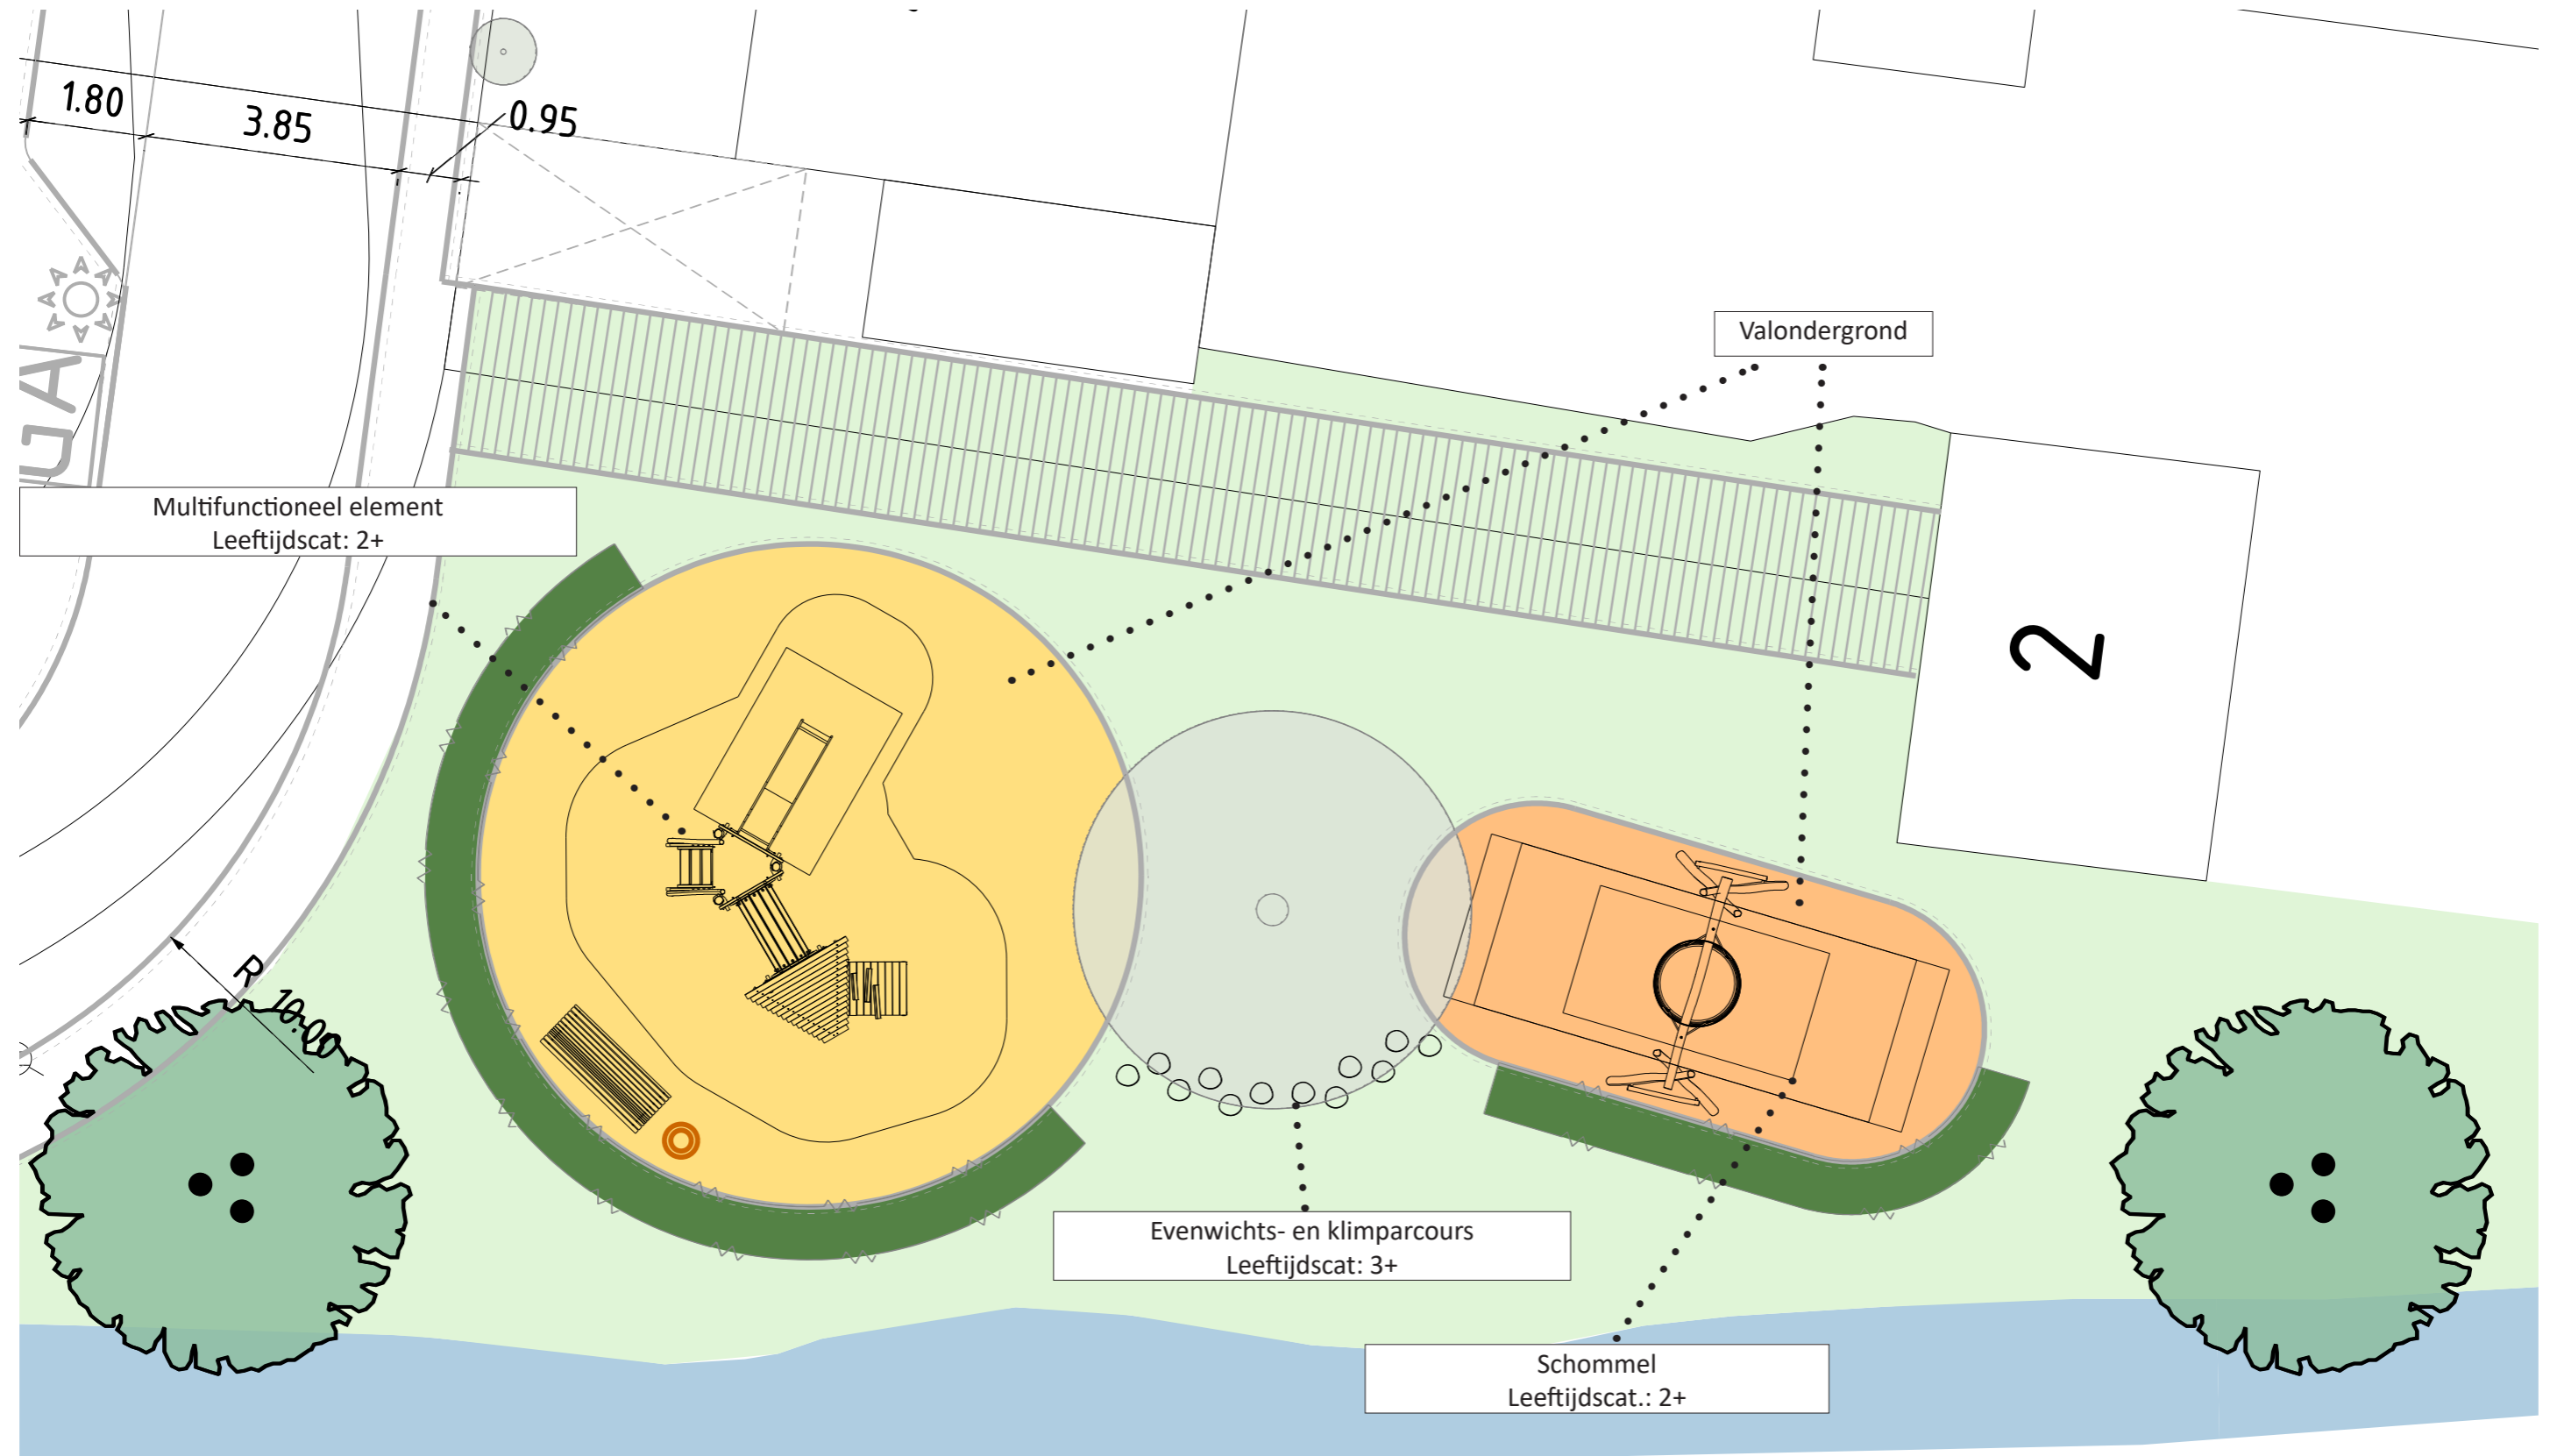 1.80
3.85
0.95
Valondergrond
GA
Multifunctioneel element
Leeftijdscat: 2+
2
R 10.00
Evenwichts- en klimparcours
Leeftijdscat: 3+
Schommel
Leeftijdscat.: 2+